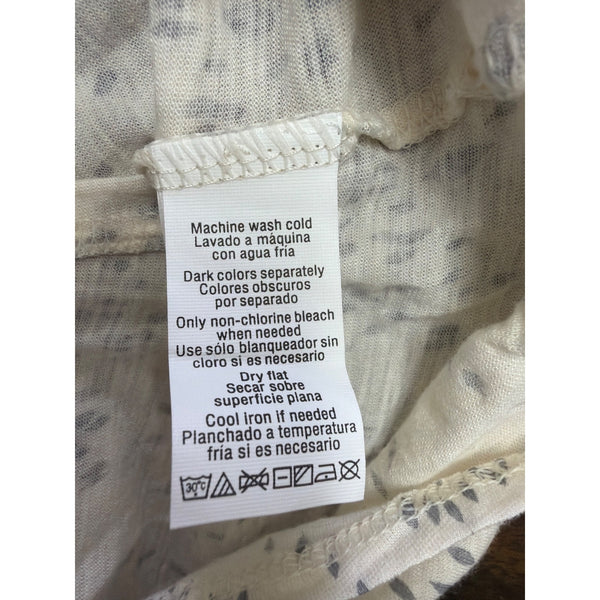 Machine wash cold
Lavado a máquina
con agua fría
Dark colors separately
Colores obscuros
por separado
Only non-chlorine bleach
when needed
Use sólo blanqueador sin
cloro si es necesario
Dry flat
Secar sobre
superficie plana
Cool iron if needed
Planchado a temperatura
fría si es necesario
30°C